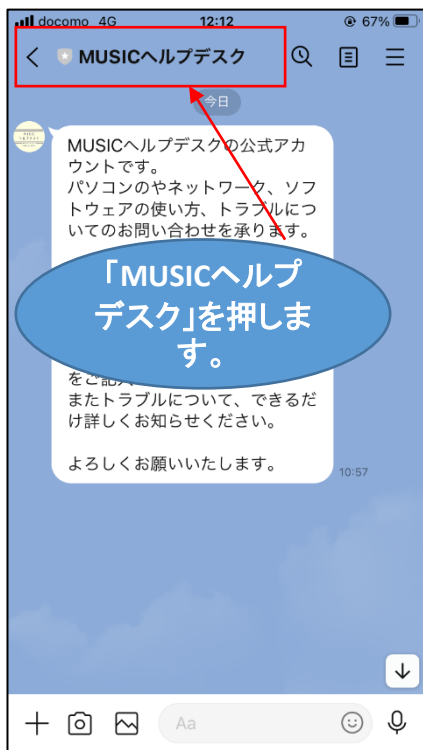 docomo 4G 12:12 67%
MUSICヘルプデスク
今日
MUSICヘルプデスクの公式アカ
ウントです。
パソコンのやネットワーク、ソフ
トウェアの使い方、トラブルにつ
いてのお問い合わせを承ります。
「MUSICヘルプ
デスク」を押しま
す。
をご記入
またトラブルについて、できるだ
け詳しくお知らせください。
よろしくお願いいたします。
10:57
Aa